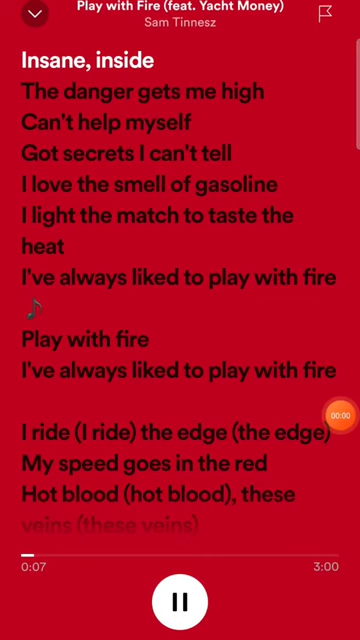 Play with Fire (feat. Yacht Money)
Sam Tinnesz
Insane, inside
The danger gets me high
Can't help myself
Got secrets I can't tell
I love the smell of gasoline
I light the match to taste the
heat
I've always liked to play with fire
♪
Play with fire
I've always liked to play with fire
00:00
I ride (I ride) the edge (the edge)
My speed goes in the red
Hot blood (hot blood), these
veins (these veins)
0:07
3:00